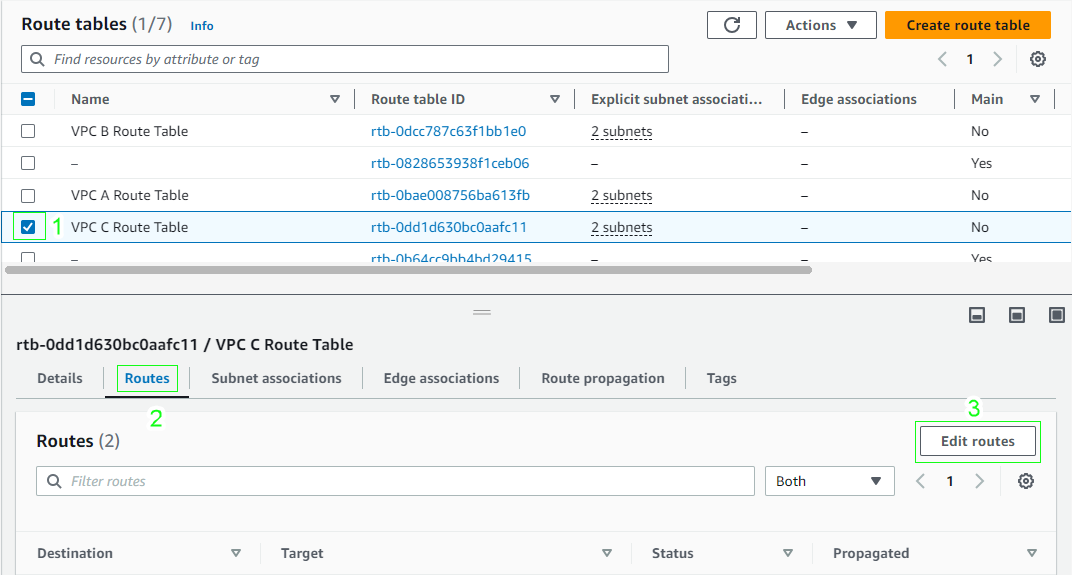 Route tables (1/7) Info Actions Create route table
Find resources by attribute or tag 1
Name Route table ID Explicit subnet associati... Edge associations Main
VPC B Route Table rtb-0dcc787c63f1bb1e0 2 subnets – No
– rtb-0828653938f1ceb06 – – Yes
VPC A Route Table rtb-0bae008756ba613fb 2 subnets – No
1 VPC C Route Table rtb-0dd1d630bc0aafc11 2 subnets – No
– rtb-0b64cc9bb4bd29415 – – Yes
rtb-0dd1d630bc0aafc11 / VPC C Route Table
Details Routes Subnet associations Edge associations Route propagation Tags
2 3
Routes (2) Edit routes
Filter routes Both 1
Destination Target Status Propagated